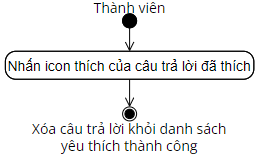 Thành viên
Nhấn icon thích của câu trả lời đã thích
Xóa câu trả lời khỏi danh sách
yêu thích thành công